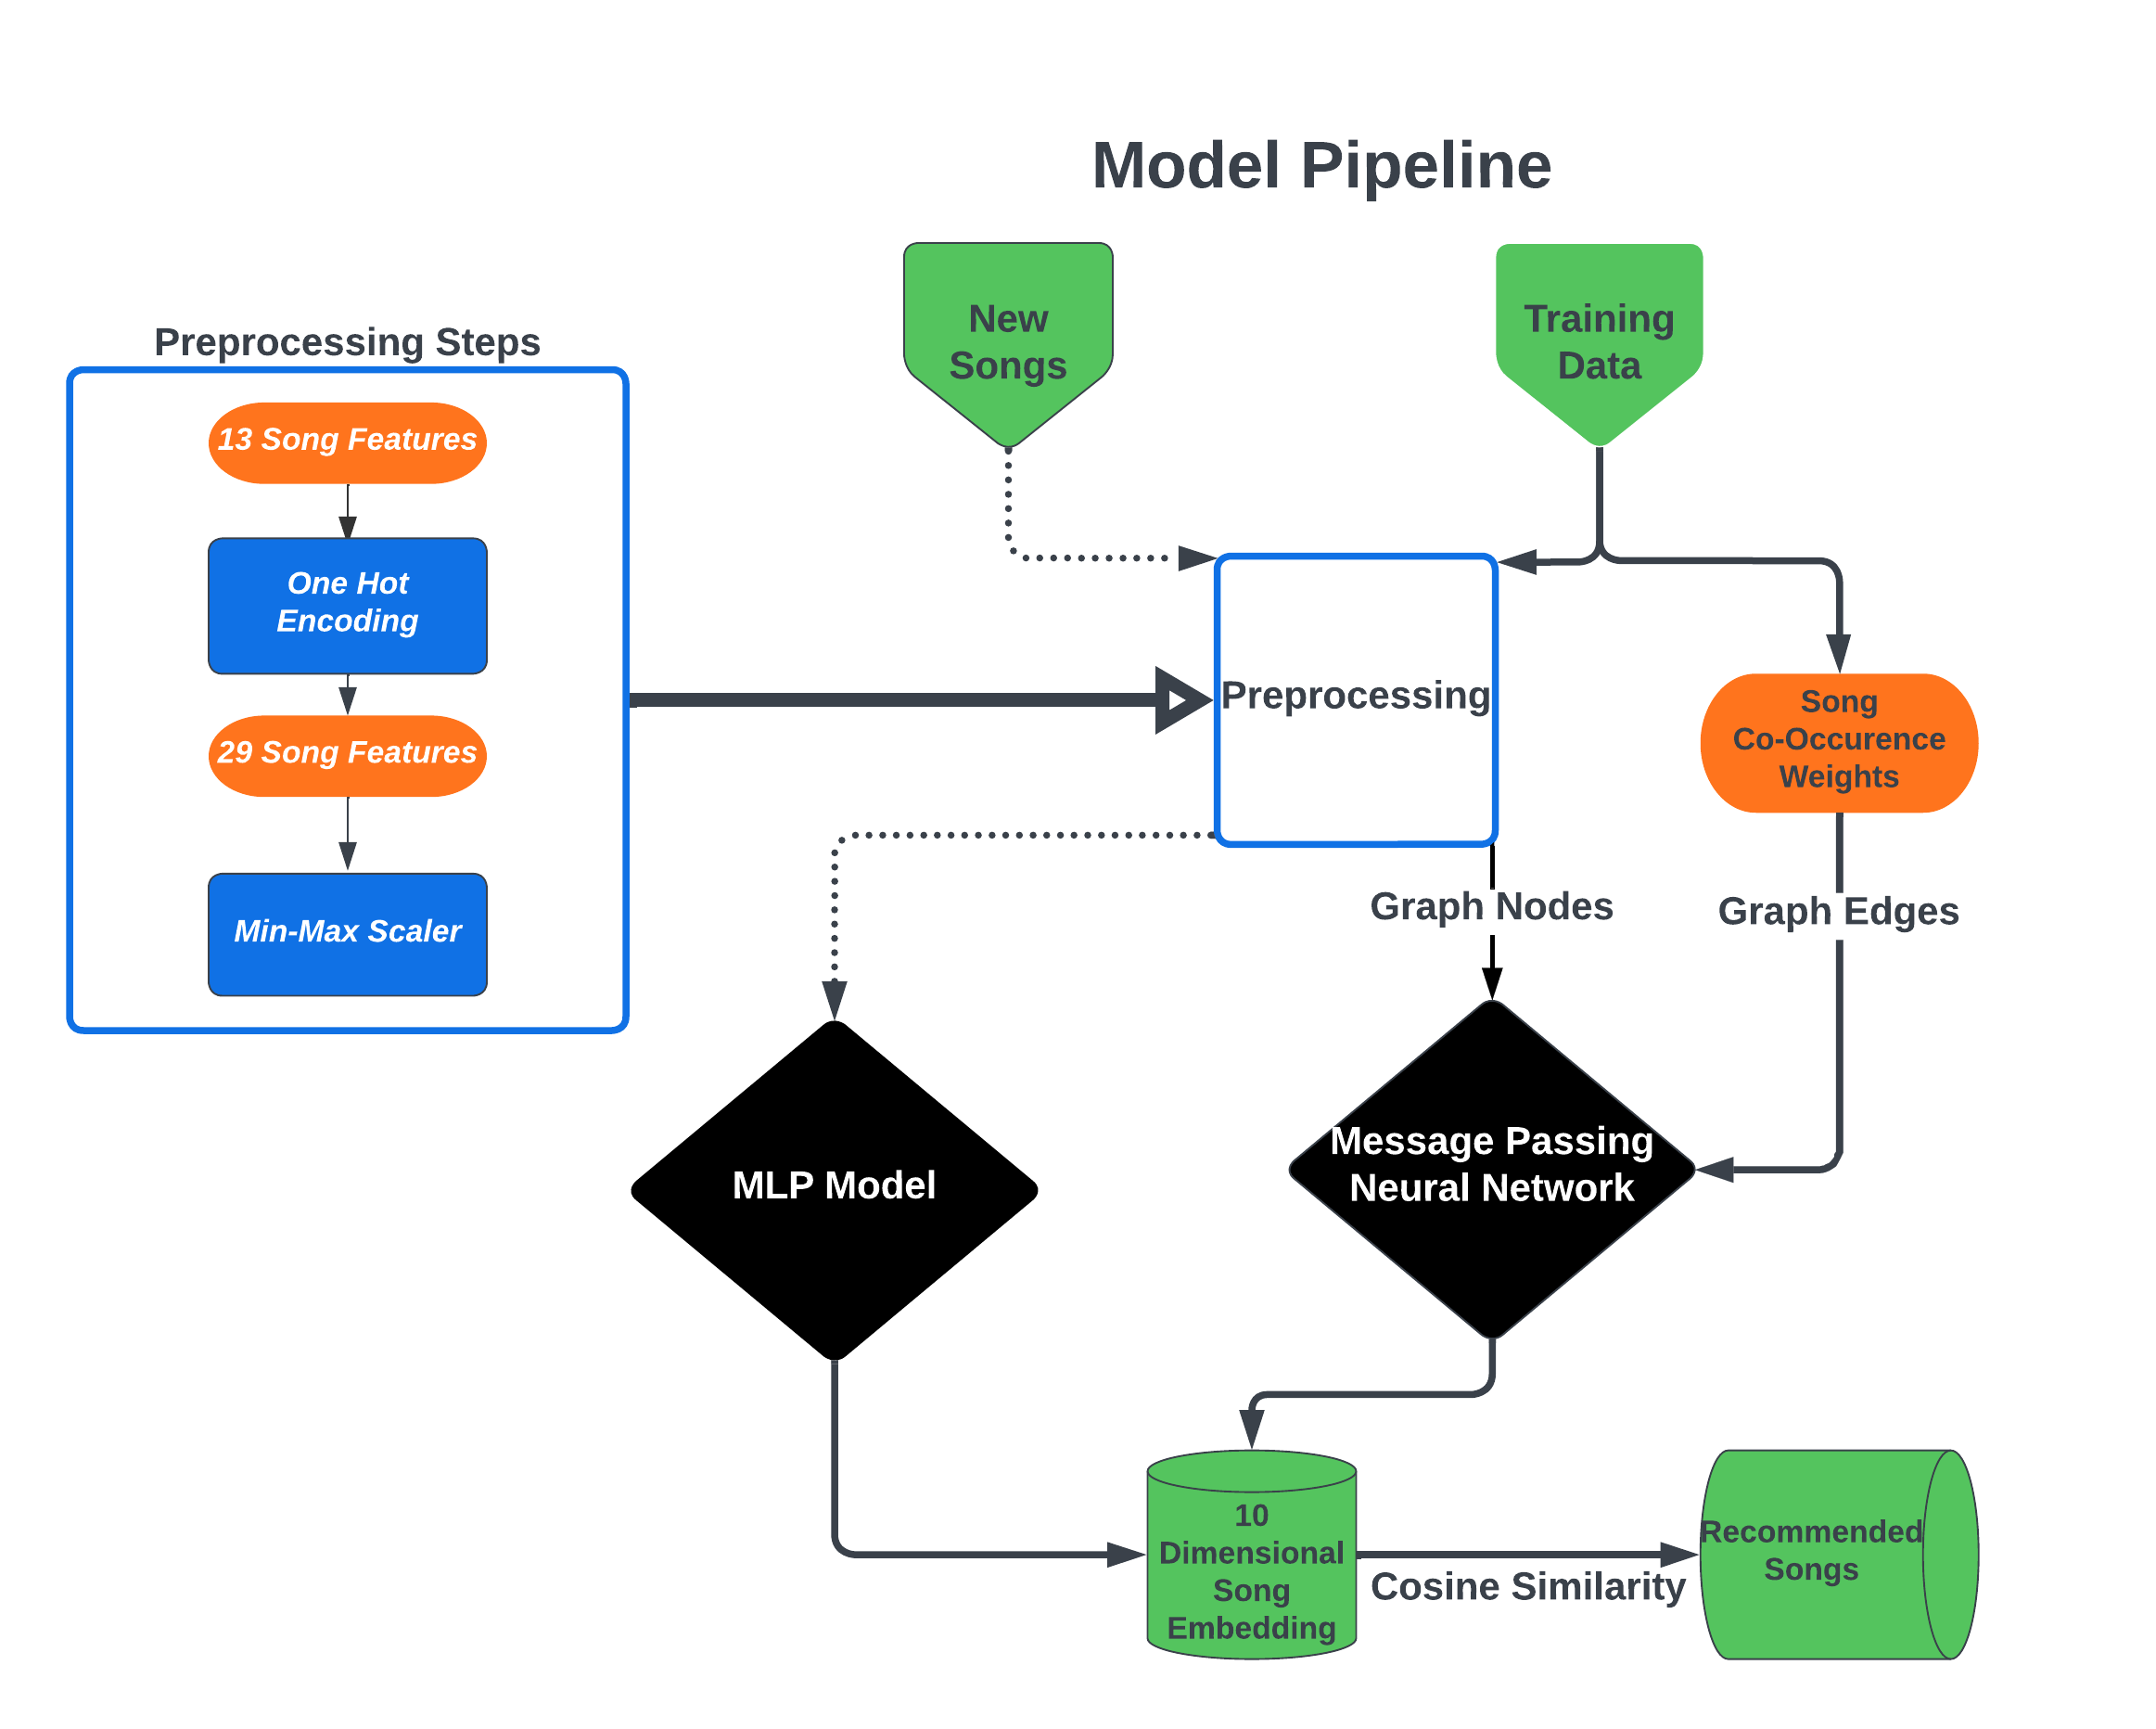 Model Pipeline
New
Songs
Training
Data
Preprocessing Steps
13 Song Features
One Hot
Encoding
29 Song Features
Min-Max Scaler
Preprocessing
Song
Co-Occurence
Weights
Graph Nodes
Graph Edges
MLP Model
Message Passing
Neural Network
10
Dimensional
Song
Embedding
Cosine Similarity
Recommended
Songs